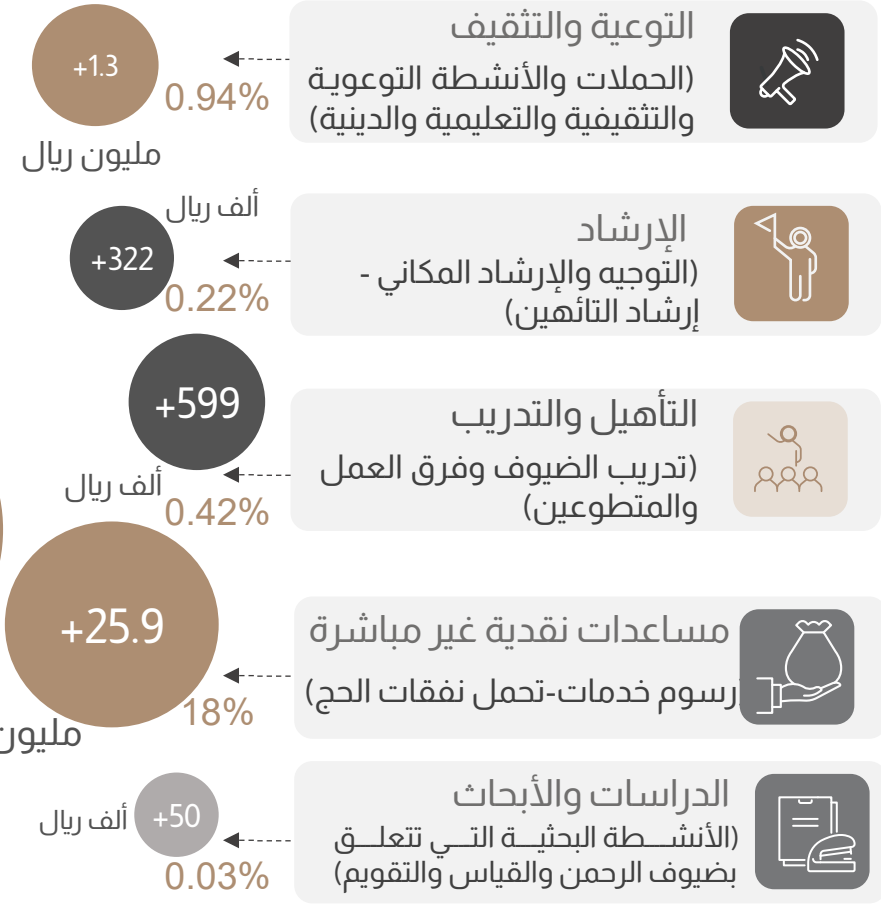 التوعية والتثقيف
(الحملات والأنشطة التوعوية
والتثقيفية والتعليمية والدينية)
+1.3
0.94%
مليون ريال
الإرشاد
(التوجيه والإرشاد المكاني -
إرشاد التائهين)
ألف ريال
+322
0.22%
التأهيل والتدريب
(تدريب الضيوف وفرق العمل
والمتطوعين)
+599
ألف ريال
0.42%
مساعدات نقدية غير مباشرة
(رسوم خدمات-تحمل نفقات الحج)
+25.9
18%
مليون
الدراسات والأبحاث
(الأنشطة البحثية التي تتعلق
بضيوف الرحمن والقياس والتقويم)
+50
ألف ريال
0.03%